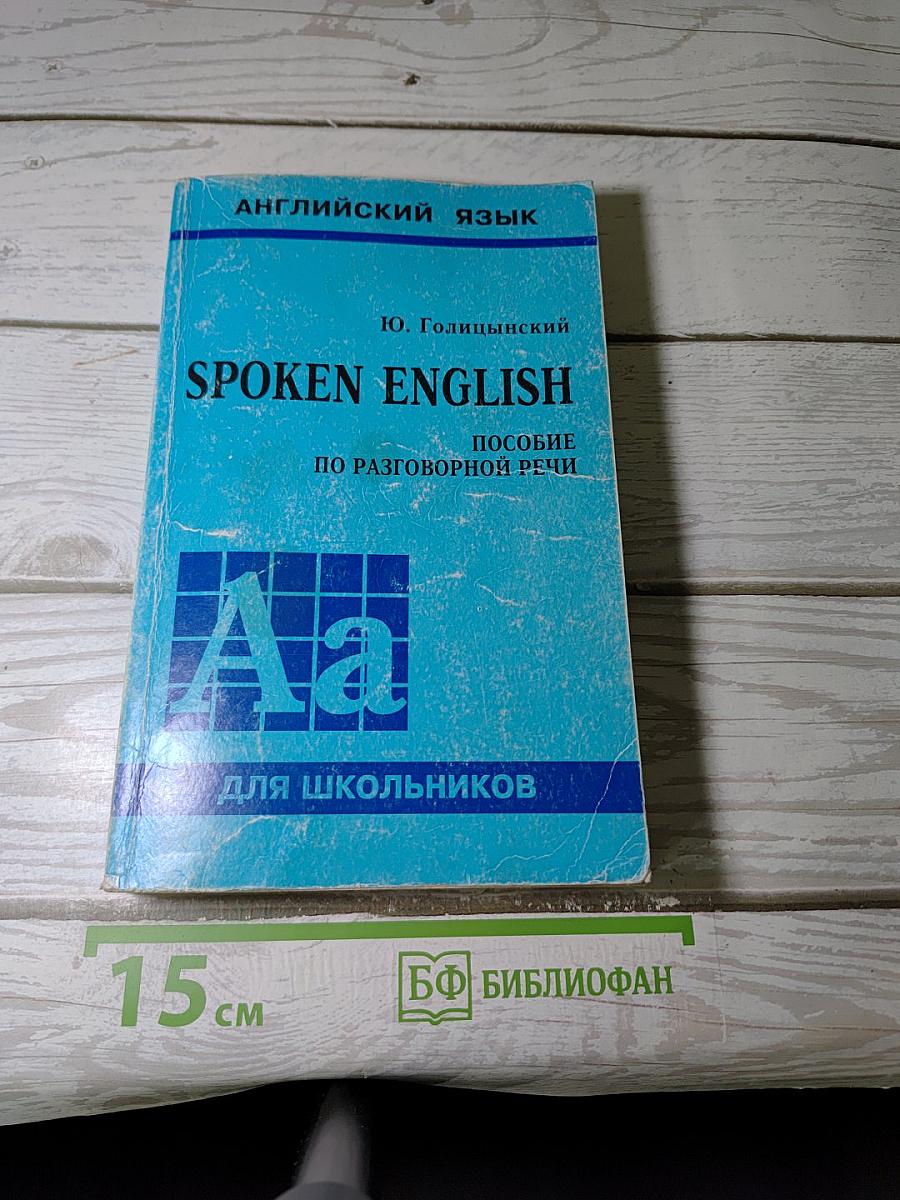 АНГЛИЙСКИЙ ЯЗЫК
Ю. Голицынский
SPOKEN ENGLISH
ПОСОБИЕ
ПО РАЗГОВОРНОЙ РЕЧИ
Aa
ДЛЯ ШКОЛЬНИКОВ
15 см
БФ БИБЛИОФАН